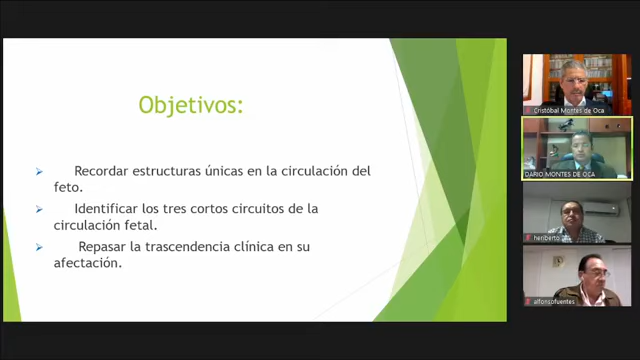 Objetivos:
Recordar estructuras únicas en la circulación del
feto.
Identificar los tres cortos circuitos de la
circulación fetal.
Repasar la trascendencia clínica en su
afectación.
Cristóbal Montes de Oca
DARIO MONTES DE OCA
heriberto
alfonsofuentes